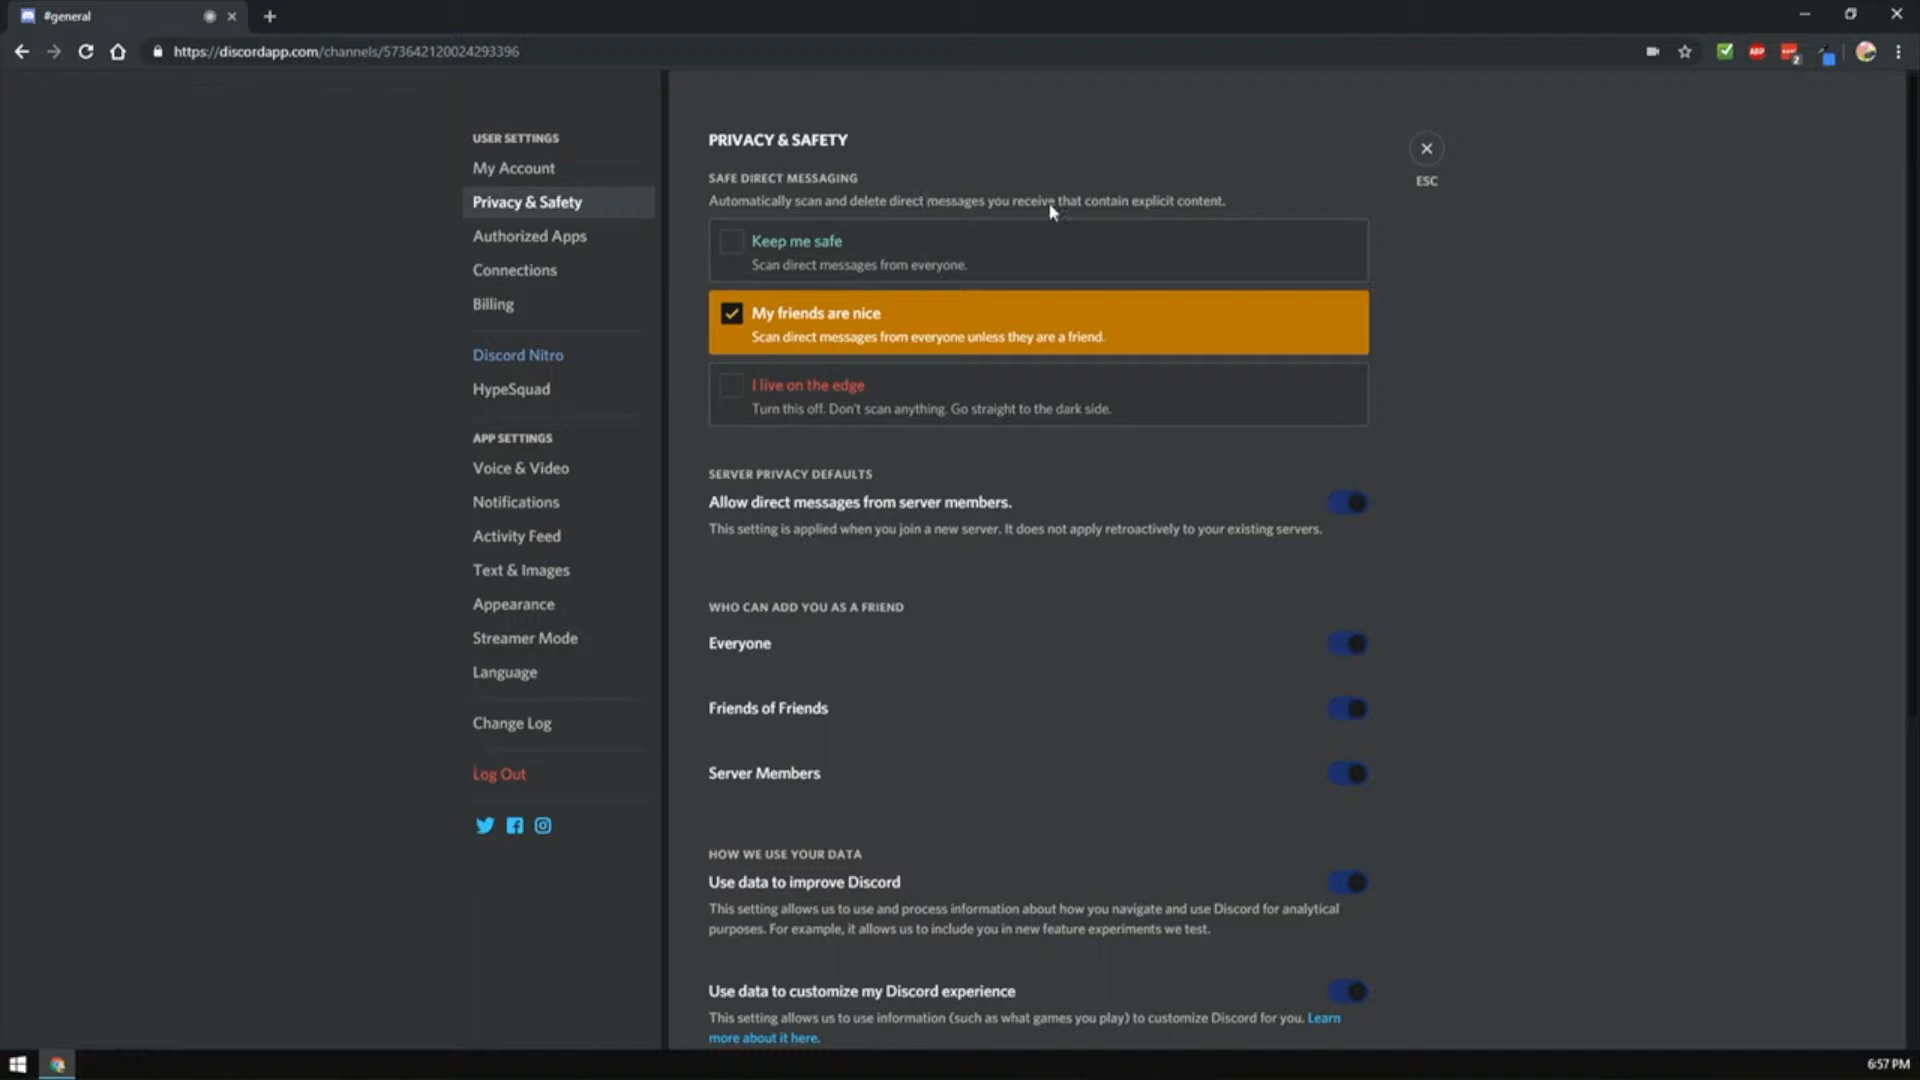 #general
https://discordapp.com/channels/573642120024293396
ABP
2
USER SETTINGS
My Account
Privacy & Safety
Authorized Apps
Connections
Billing
Discord Nitro
HypeSquad
APP SETTINGS
Voice & Video
Notifications
Activity Feed
Text & Images
Appearance
Streamer Mode
Language
Change Log
Log Out
PRIVACY & SAFETY
ESC
SAFE DIRECT MESSAGING
Automatically scan and delete direct messages you receive that contain explicit content.
Keep me safe
Scan direct messages from everyone.
My friends are nice
Scan direct messages from everyone unless they are a friend.
I live on the edge
Turn this off. Don't scan anything. Go straight to the dark side.
SERVER PRIVACY DEFAULTS
Allow direct messages from server members.
This setting is applied when you join a new server. It does not apply retroactively to your existing servers.
WHO CAN ADD YOU AS A FRIEND
Everyone
Friends of Friends
Server Members
HOW WE USE YOUR DATA
Use data to improve Discord
This setting allows us to use and process information about how you navigate and use Discord for analytical
purposes. For example, it allows us to include you in new feature experiments we test.
Use data to customize my Discord experience
This setting allows us to use information (such as what games you play) to customize Discord for you. Learn
more about it here.
6:57 PM